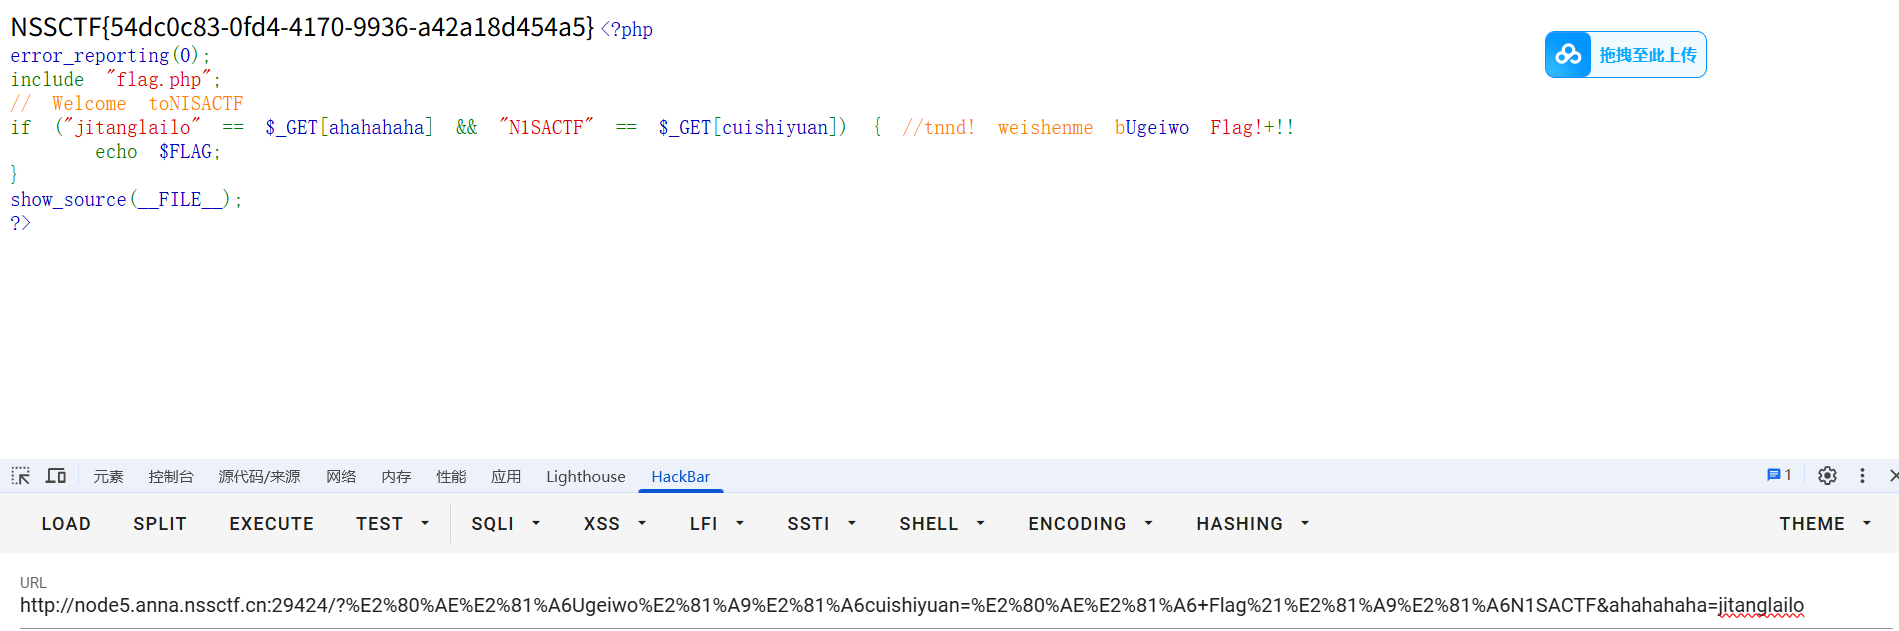 NSSCTF{54dc0c83-0fd4-4170-9936-a42a18d454a5} <?php
拖拽至此上传
error_reporting(0);
include "flag.php";
// Welcome toNISACTF
if ("jitanglailo" == $_GET[ahahahaha] && "N1SACTF" == $_GET[cuishiyuan]) { //tnnd! weishenme bUgeiwo Flag!+!!
echo $FLAG;
}
show_source(__FILE__);
?>
元素 控制台 源代码/来源 网络 内存 性能 应用 Lighthouse HackBar 1
LOAD SPLIT EXECUTE TEST SQLI XSS LFI SSTI SHELL ENCODING HASHING THEME
URL
http://node5.anna.nssctf.cn:29424/?%E2%80%AE%E2%81%A6Ugeiwo%E2%81%A9%E2%81%A6cuishiyuan=%E2%80%AE%E2%81%A6+Flag%21%E2%81%A9%E2%81%A6N1SACTF&ahahahaha=jitanglailo